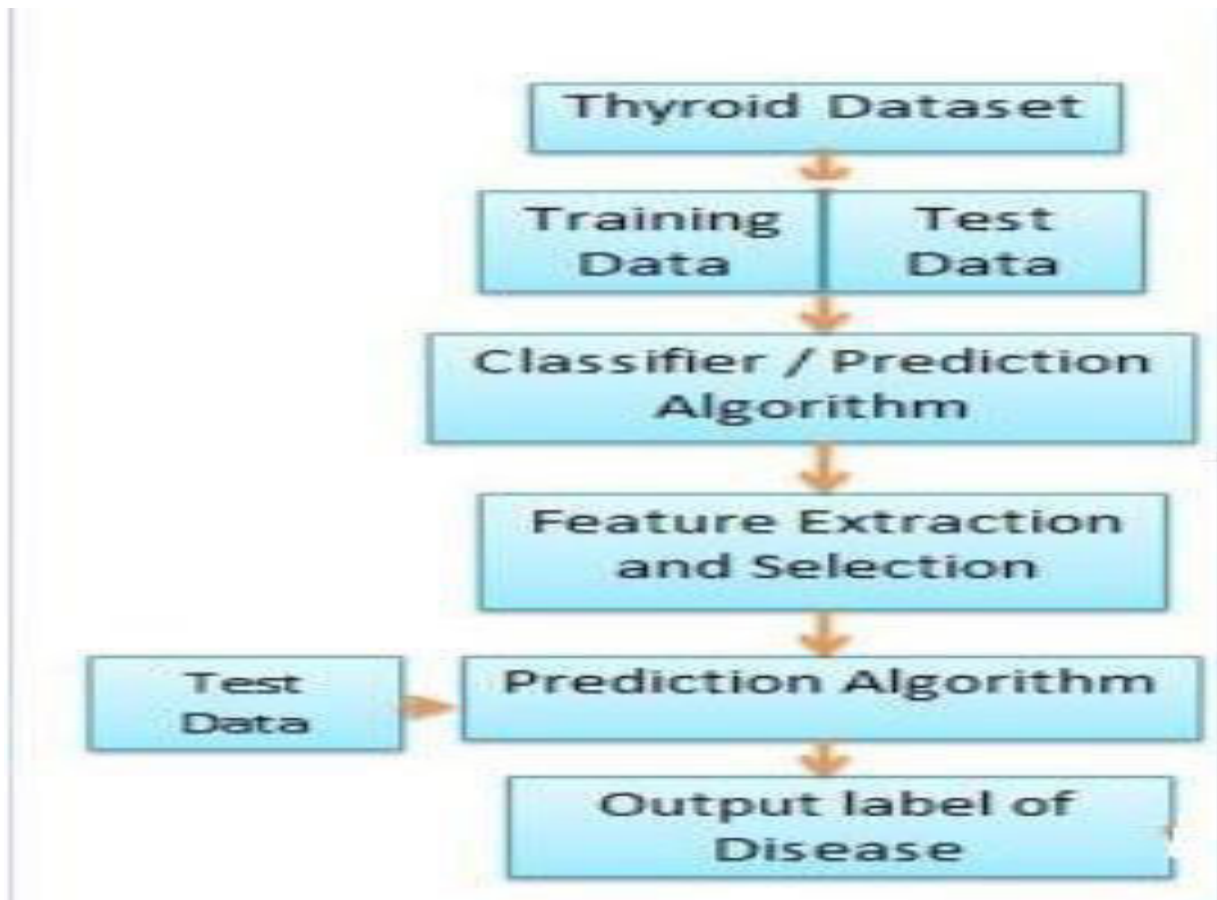 Thyroid Dataset
Training
Data
Test
Data
Classifier / Prediction
Algorithm
Feature Extraction
and Selection
Test
Data
Prediction Algorithm
Output label of
Disease